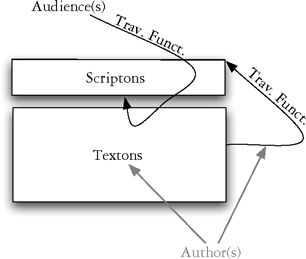 Audience(s)
Trav. Funct.
Scriptons
Trav. Funct.
Textons
Author(s)